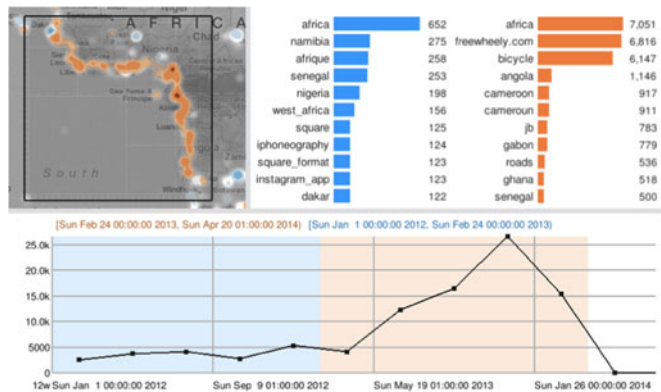 A F R I C A
Nigeria
Chad
Sao Tome &
Principe
South
africa 652
namibia 275
afrique 258
senegal 253
nigeria 198
west_africa 156
square 125
iphoneography 124
square_format 123
instagram_app 123
dakar 122
africa 7,051
freewheely.com 6,816
bicycle 6,147
angola 1,146
cameroon 917
cameroun 911
jb 783
gabon 779
roads 536
ghana 518
senegal 500
[Sun Feb 24 00:00:00 2013, Sun Apr 20 01:00:00 2014) [Sun Jan 1 00:00:00 2012, Sun Feb 24 00:00:00 2013)
25.0k
20.0k
15.0k
10.0k
5000
0
12w Sun Jan 1 00:00:00 2012 Sun Sep 9 01:00:00 2012 Sun May 19 01:00:00 2013 Sun Jan 26 00:00:00 2014